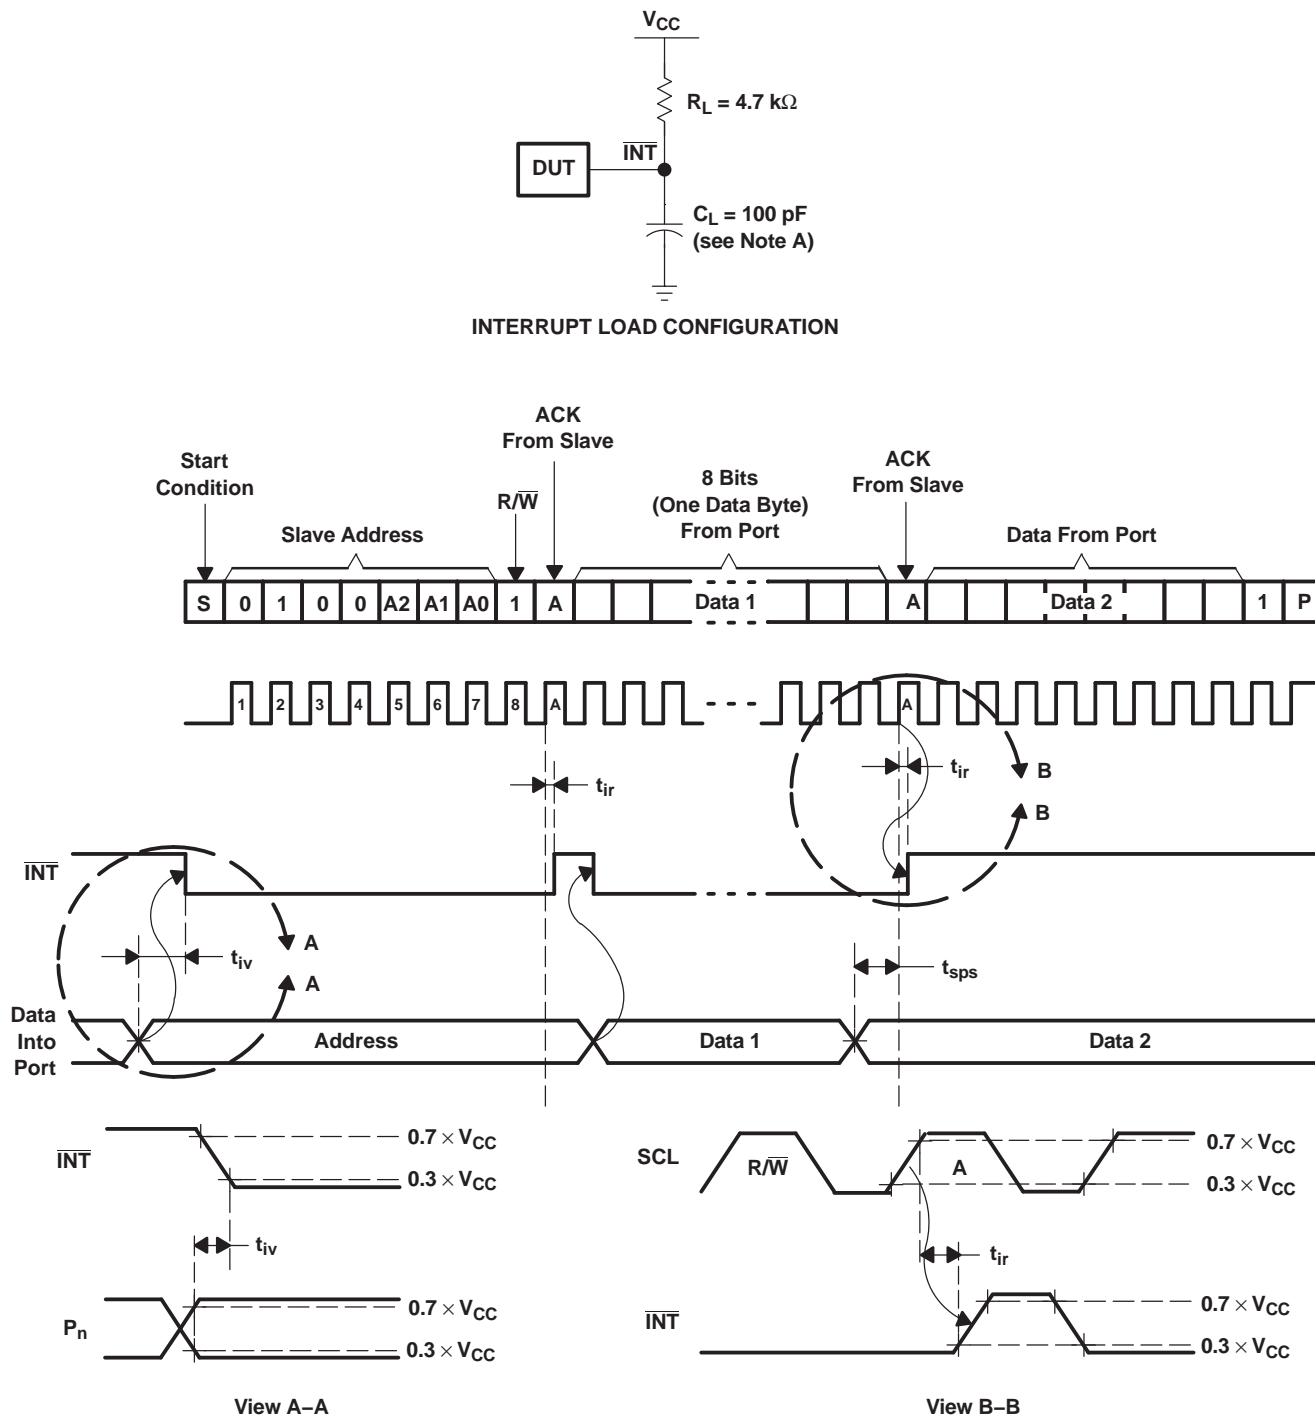 VCC
RL = 4.7 kΩ
INT
DUT
CL = 100 pF
(see Note A)
INTERRUPT LOAD CONFIGURATION
ACK
From Slave
Start
Condition
R/W
8 Bits
(One Data Byte)
From Port
ACK
From Slave
Slave Address
Data From Port
S 0 1 0 0 A2 A1 A0 1 A Data 1 A Data 2 1 P
1 2 3 4 5 6 7 8 A A
tir
tir
B
B
INT
A
tiv
A
tsps
Data
Into
Port
Address
Data 1
Data 2
INT
0.7 × VCC
0.3 × VCC
tiv
Pn
0.7 × VCC
0.3 × VCC
View A–A
SCL
R/W
A
0.7 × VCC
0.3 × VCC
tir
INT
0.7 × VCC
0.3 × VCC
View B–B